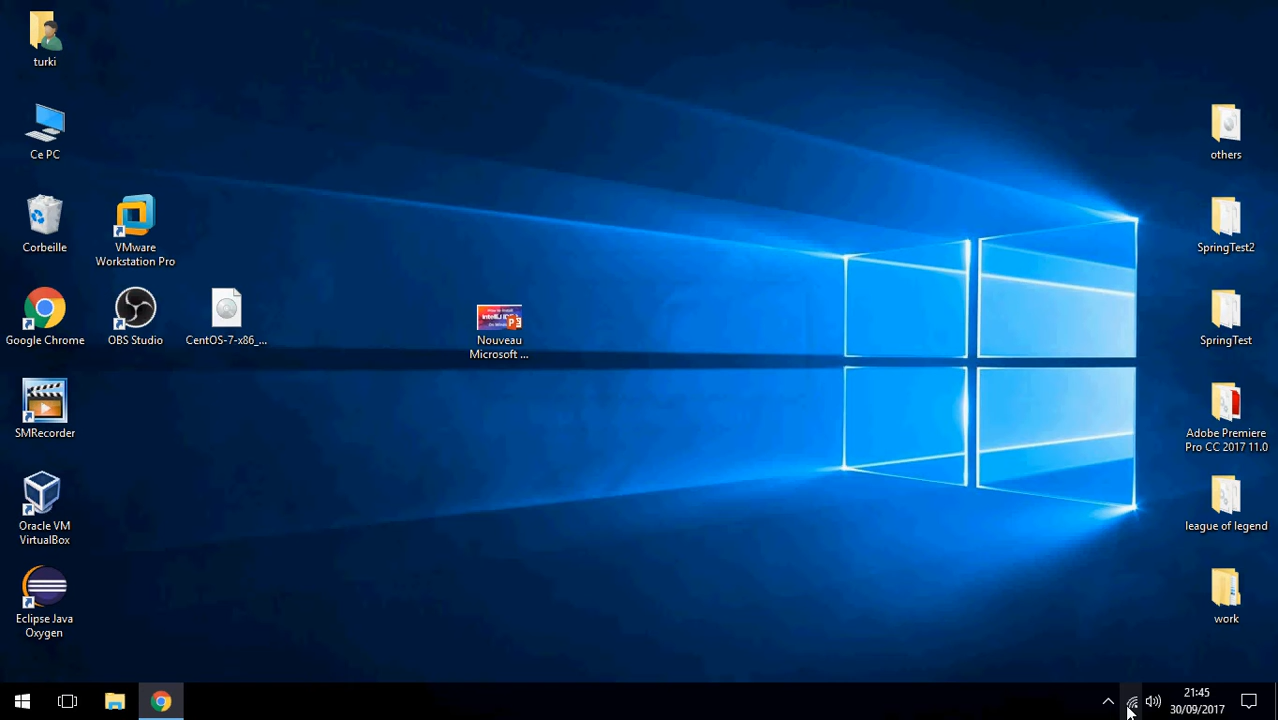 turki
Ce PC
Corbeille
VMware
Workstation Pro
Google Chrome
OBS Studio
CentOS-7-x86_...
Nouveau
Microsoft ...
SMRecorder
Oracle VM
VirtualBox
Eclipse Java
Oxygen
others
SpringTest2
SpringTest
Adobe Premiere
Pro CC 2017 11.0
league of legend
work
21:45
30/09/2017